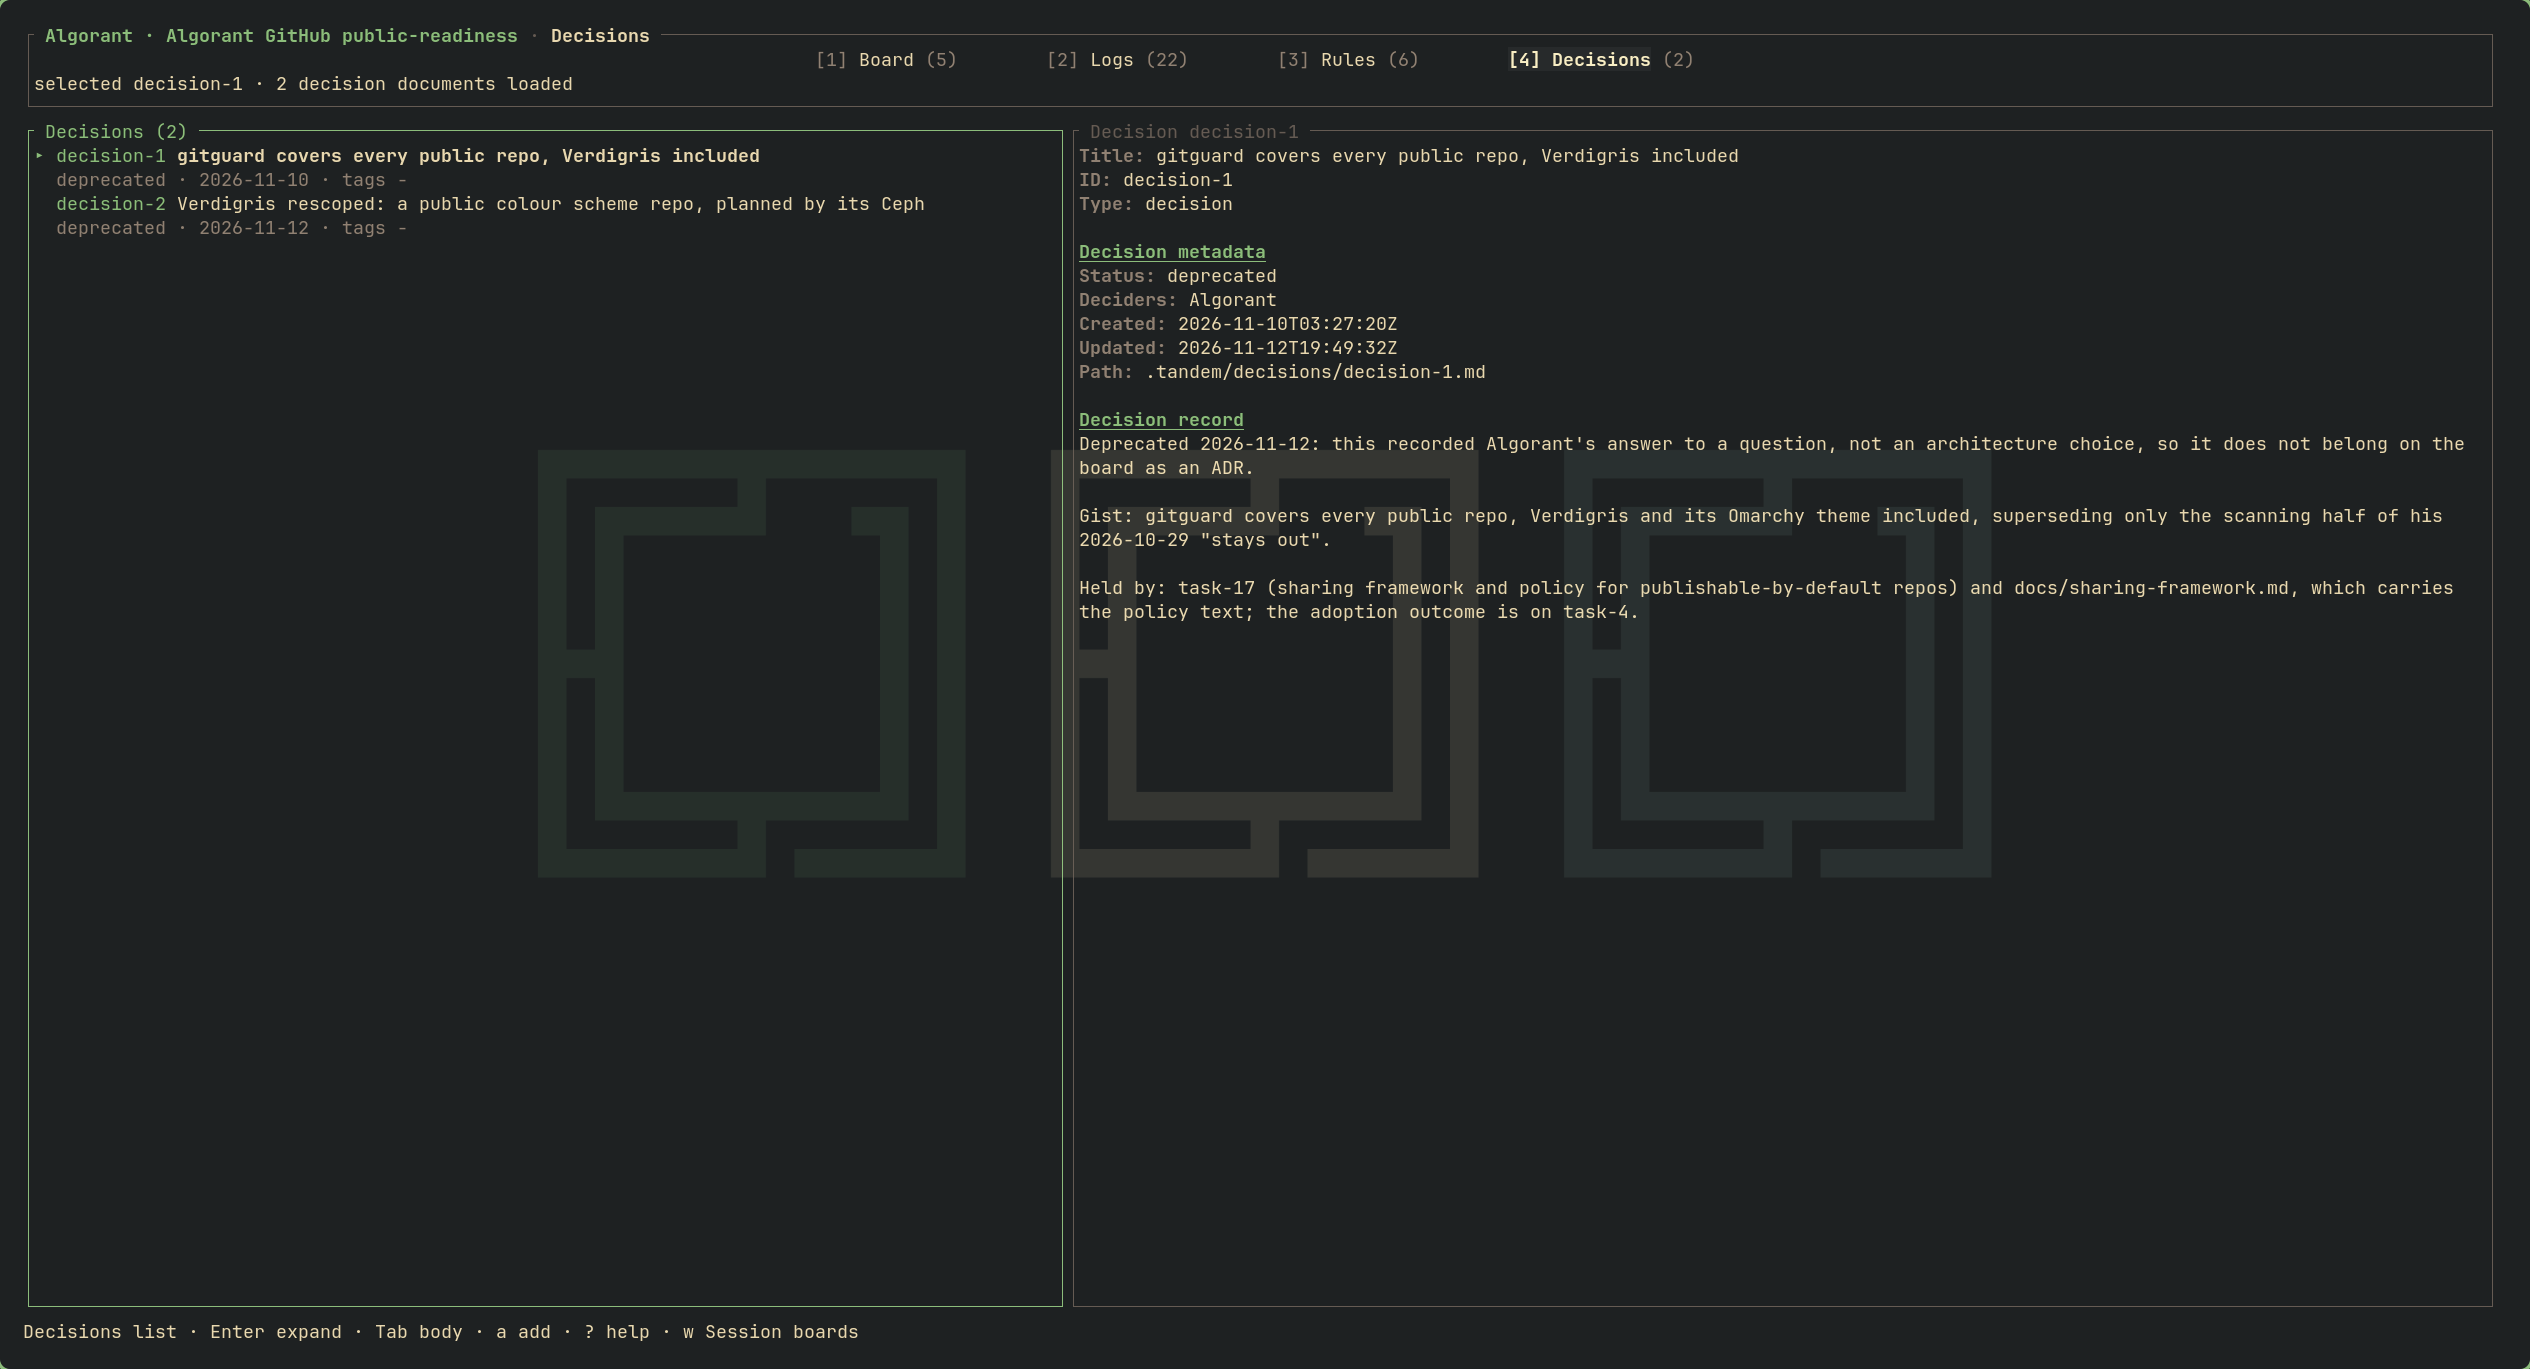 Algorant · Algorant GitHub public-readiness · Decisions
[1] Board (5) [2] Logs (22) [3] Rules (6) [4] Decisions (2)
selected decision-1 · 2 decision documents loaded
Decisions (2)
▸ decision-1 gitguard covers every public repo, Verdigris included
deprecated · 2026-11-10 · tags -
decision-2 Verdigris rescoped: a public colour scheme repo, planned by its Ceph
deprecated · 2026-11-12 · tags -
Decision decision-1
Title: gitguard covers every public repo, Verdigris included
ID: decision-1
Type: decision
Decision metadata
Status: deprecated
Deciders: Algorant
Created: 2026-11-10T03:27:20Z
Updated: 2026-11-12T19:49:32Z
Path: .tandem/decisions/decision-1.md
Decision record
Deprecated 2026-11-12: this recorded Algorant's answer to a question, not an architecture choice, so it does not belong on the
board as an ADR.
Gist: gitguard covers every public repo, Verdigris and its Omarchy theme included, superseding only the scanning half of his
2026-10-29 "stays out".
Held by: task-17 (sharing framework and policy for publishable-by-default repos) and docs/sharing-framework.md, which carries
the policy text; the adoption outcome is on task-4.
Decisions list · Enter expand · Tab body · a add · ? help · w Session boards